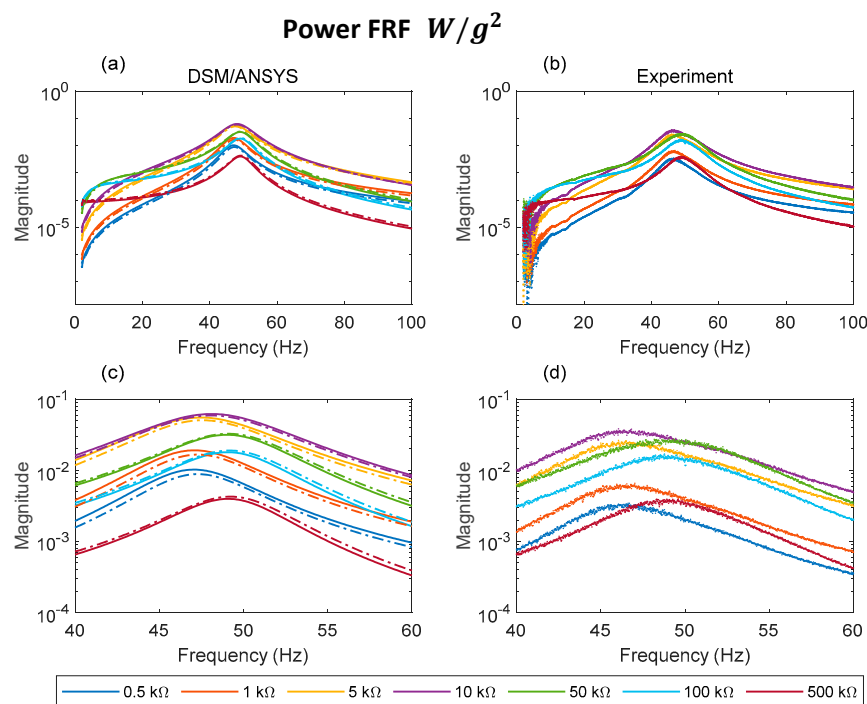 Power FRF W/g²
(a)
DSM/ANSYS
(b)
Experiment
10⁰
10⁻⁵
Magnitude
0 20 40 60 80 100
Frequency (Hz)
10⁰
10⁻⁵
Magnitude
0 20 40 60 80 100
Frequency (Hz)
(c)
(d)
10⁻¹
10⁻²
10⁻³
10⁻⁴
Magnitude
40 45 50 55 60
Frequency (Hz)
10⁻¹
10⁻²
10⁻³
10⁻⁴
Magnitude
40 45 50 55 60
Frequency (Hz)
0.5 kΩ 1 kΩ 5 kΩ 10 kΩ 50 kΩ 100 kΩ 500 kΩ